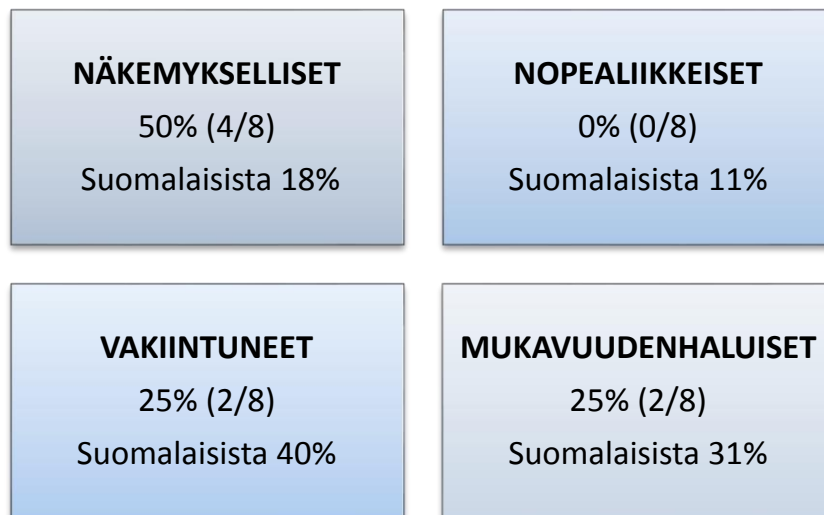 NÄKEMYKSELLISET
50% (4/8)
Suomalaisista 18%
NOPEALIIKKEISET
0% (0/8)
Suomalaisista 11%
VAKIINTUNEET
25% (2/8)
Suomalaisista 40%
MUKAVUUDENHALUISET
25% (2/8)
Suomalaisista 31%